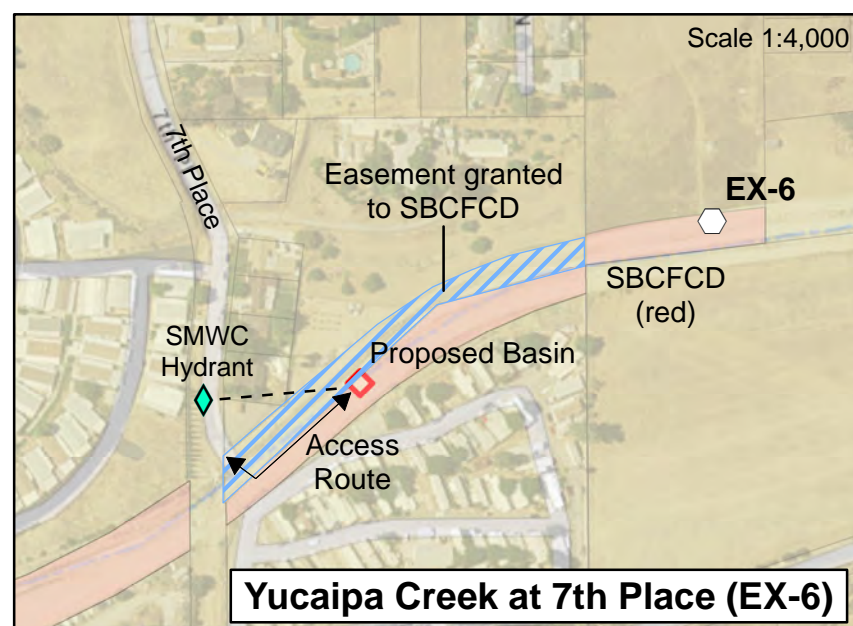 Scale 1:4,000
7th Place
Easement granted
to SBCFCD
EX-6
SBCFCD
(red)
SMWC
Hydrant
Proposed Basin
Access
Route
Yucaipa Creek at 7th Place (EX-6)